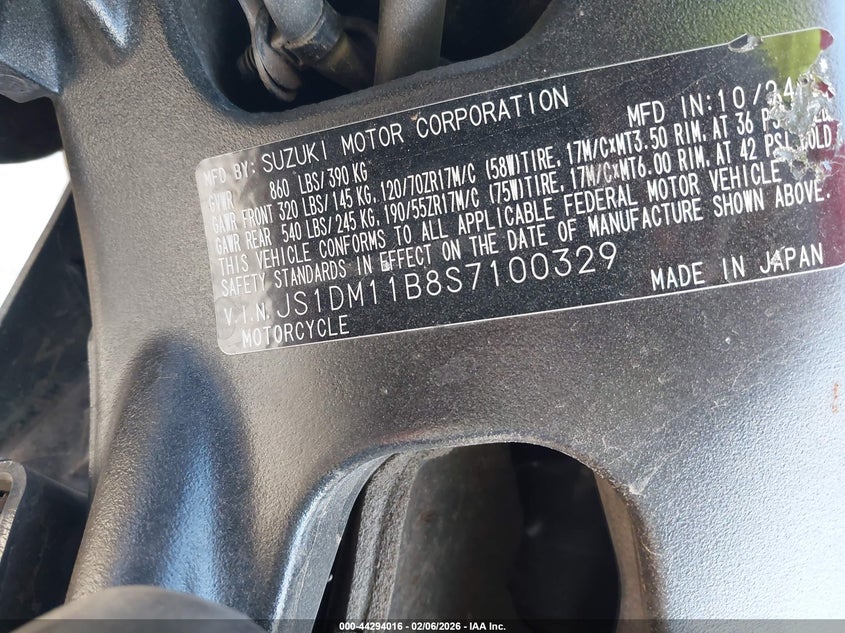 MFD BY: SUZUKI MOTOR CORPORATION MFD IN: 10/24
GVWR 860 LBS/390 KG
GAWR FRONT 320 LBS/145 KG, 120/70ZR17M/C (58W)TIRE, 17M/C×MT3.50 RIM, AT 36 PSI
GAWR REAR 540 LBS/245 KG, 190/55ZR17M/C (75W)TIRE, 17M/C×MT6.00 RIM, AT 42 PSI COLD
THIS VEHICLE CONFORMS TO ALL APPLICABLE FEDERAL MOTOR VEHICLE
SAFETY STANDARDS IN EFFECT ON THE DATE OF MANUFACTURE SHOWN ABOVE.
V.I.N. JS1DM11B8S7100329 MADE IN JAPAN
MOTORCYCLE
000-44294016 - 02/06/2026 - IAA Inc.